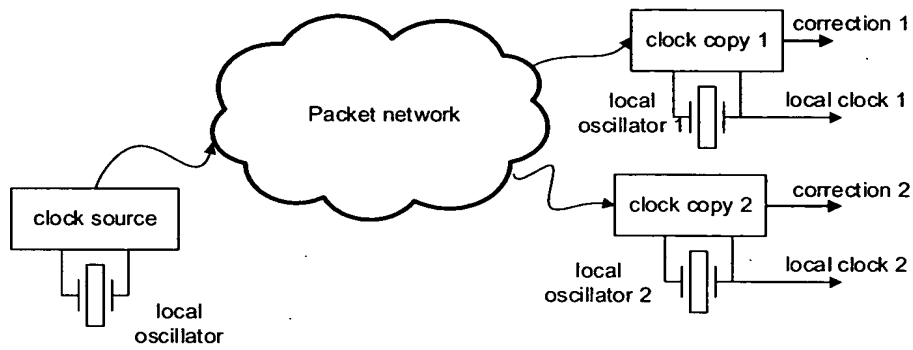 clock copy 1
correction 1
local
oscillator 1
local clock 1
Packet network
clock source
local
oscillator
clock copy 2
correction 2
local
oscillator 2
local clock 2